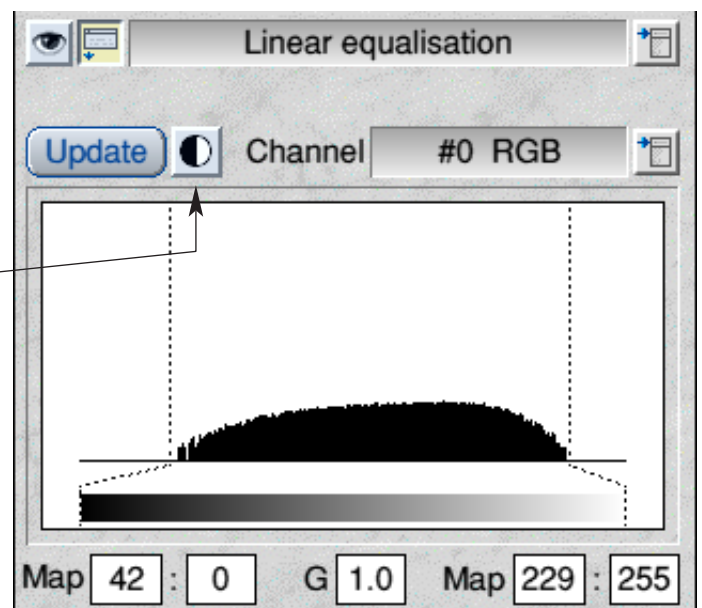 Linear equalisation
Update Channel #0 RGB
Map 42 : 0 G 1.0 Map 229 : 255